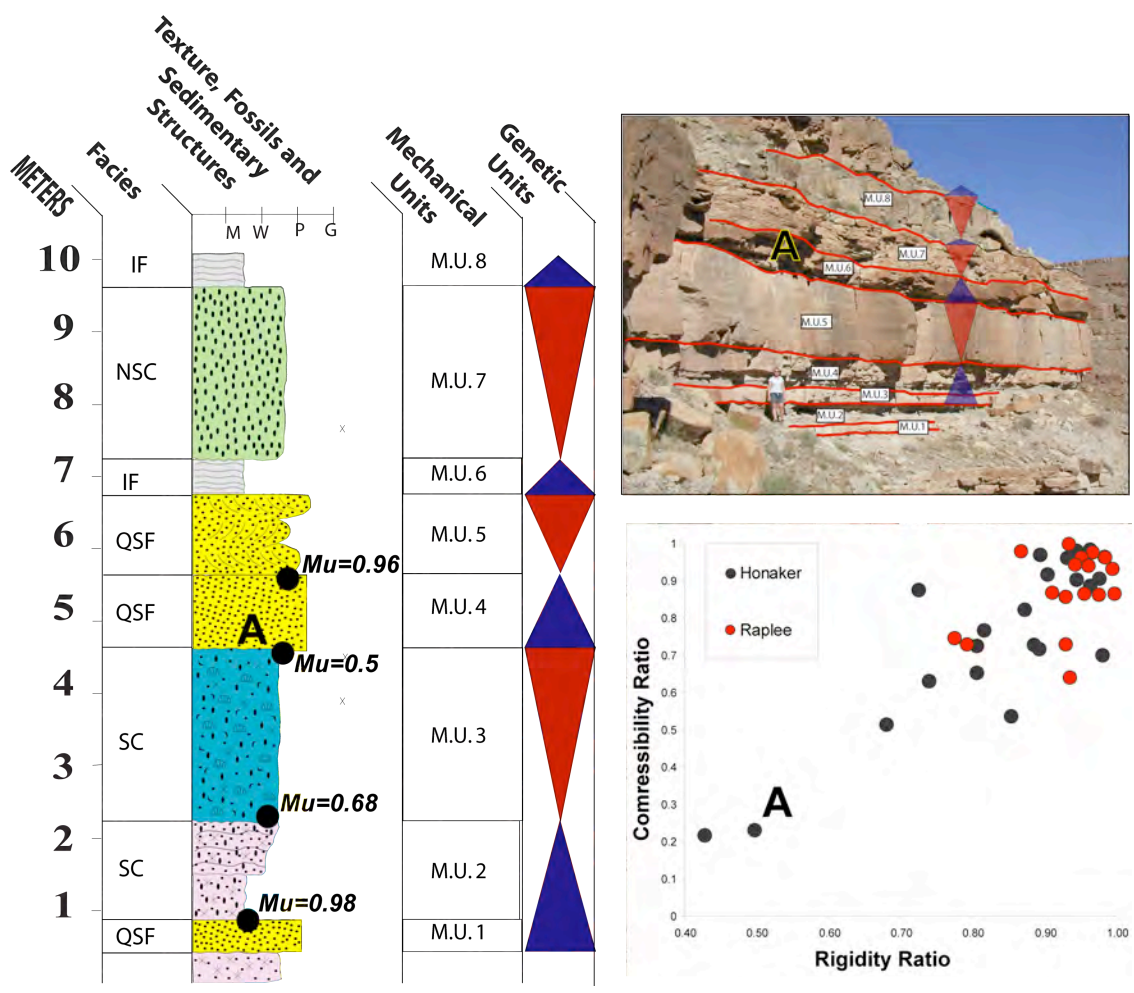 Texture, Fossils and
Sedimentary
Structures
Facies
METERS
Mechanical
Units
Genetic
Units
M W P G
10
9
8
7
6
5
4
3
2
1
IF
NSC
IF
QSF
QSF
SC
SC
QSF
Mu=0.96
A
Mu=0.5
Mu=0.68
Mu=0.98
x
x
x
M.U. 8
M.U. 7
M.U. 6
M.U. 5
M.U. 4
M.U. 3
M.U. 2
M.U. 1
M.U.8
A
M.U.7
M.U.6
M.U.5
M.U.4
M.U.3
M.U.2
M.U.1
Comressibility Ratio
1
0.9
0.8
0.7
0.6
0.5
0.4
0.3
0.2
0.1
0
Honaker
Raplee
A
0.40 0.50 0.60 0.70 0.80 0.90 1.00
Rigidity Ratio